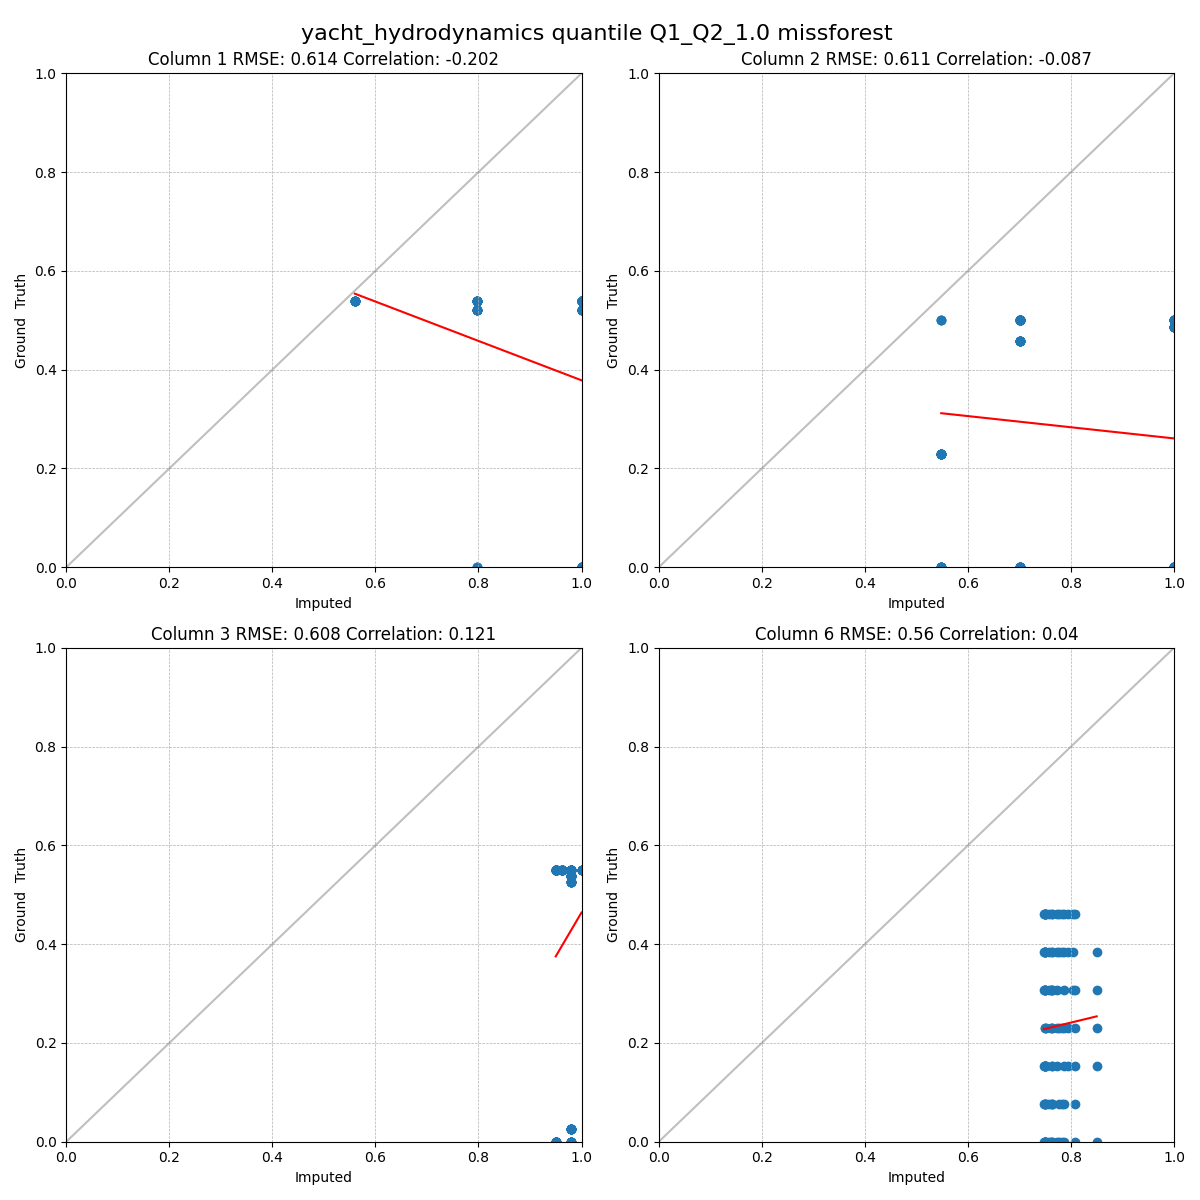 yacht_hydrodynamics quantile Q1_Q2_1.0 missforest
Column 1 RMSE: 0.614 Correlation: -0.202
1.0
0.8
0.6
0.4
0.2
0.0
Ground Truth
0.0 0.2 0.4 0.6 0.8 1.0
Imputed
Column 2 RMSE: 0.611 Correlation: -0.087
1.0
0.8
0.6
0.4
0.2
0.0
Ground Truth
0.0 0.2 0.4 0.6 0.8 1.0
Imputed
Column 3 RMSE: 0.608 Correlation: 0.121
1.0
0.8
0.6
0.4
0.2
0.0
Ground Truth
0.0 0.2 0.4 0.6 0.8 1.0
Imputed
Column 6 RMSE: 0.56 Correlation: 0.04
1.0
0.8
0.6
0.4
0.2
0.0
Ground Truth
0.0 0.2 0.4 0.6 0.8 1.0
Imputed